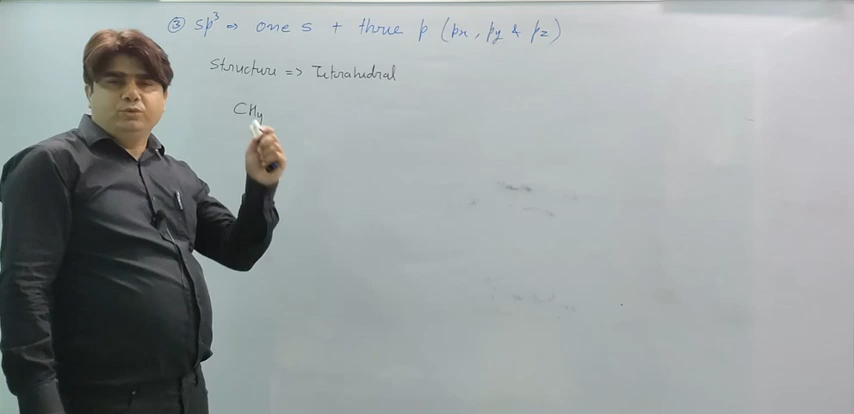 ③ sp³ => one s + three p (px, py & pz)
Structure => Tetrahedral
CH4